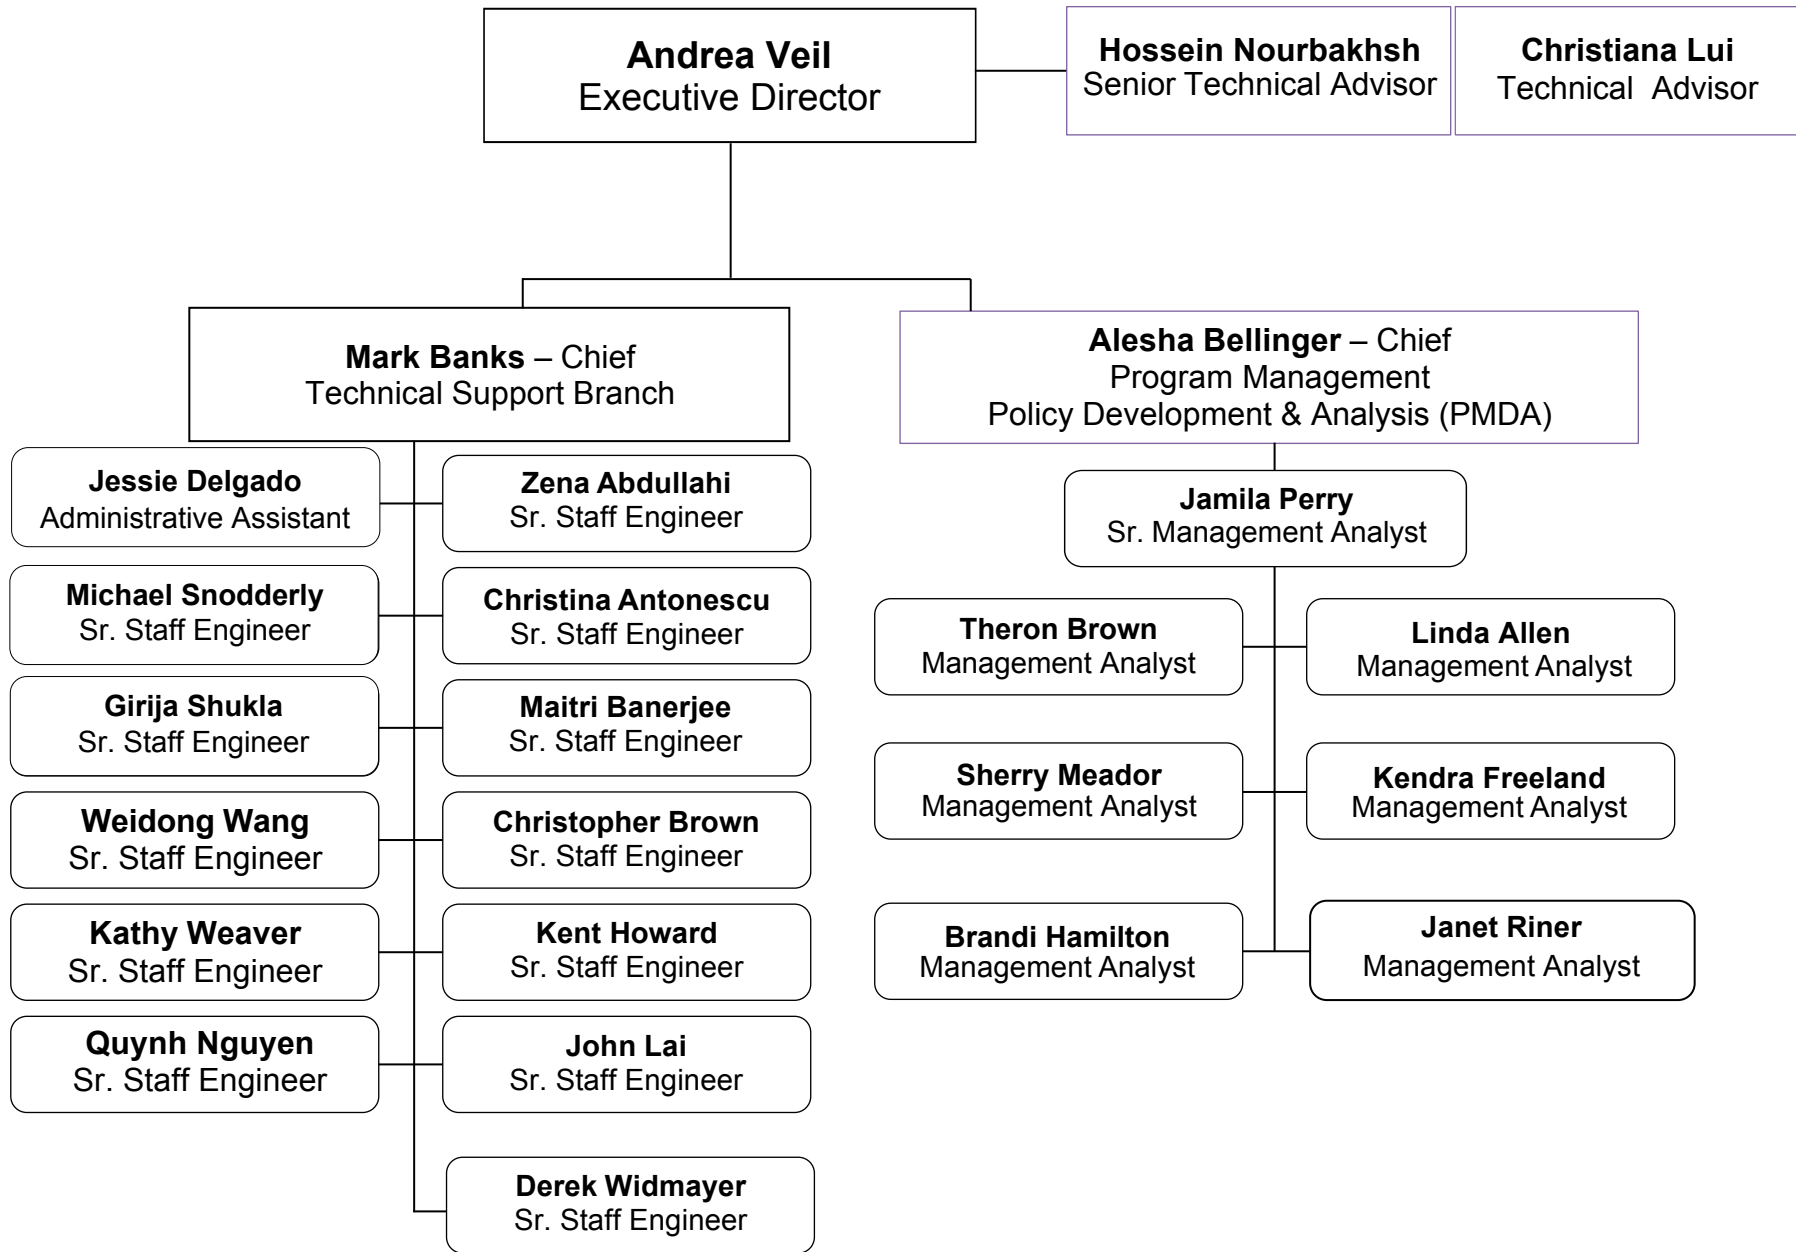 Andrea Veil
Executive Director
Hossein Nourbakhsh
Senior Technical Advisor
Christiana Lui
Technical Advisor
Mark Banks – Chief
Technical Support Branch
Alesha Bellinger – Chief
Program Management
Policy Development & Analysis (PMDA)
Jessie Delgado
Administrative Assistant
Zena Abdullahi
Sr. Staff Engineer
Michael Snodderly
Sr. Staff Engineer
Christina Antonescu
Sr. Staff Engineer
Girija Shukla
Sr. Staff Engineer
Maitri Banerjee
Sr. Staff Engineer
Weidong Wang
Sr. Staff Engineer
Christopher Brown
Sr. Staff Engineer
Kathy Weaver
Sr. Staff Engineer
Kent Howard
Sr. Staff Engineer
Quynh Nguyen
Sr. Staff Engineer
John Lai
Sr. Staff Engineer
Derek Widmayer
Sr. Staff Engineer
Jamila Perry
Sr. Management Analyst
Theron Brown
Management Analyst
Linda Allen
Management Analyst
Sherry Meador
Management Analyst
Kendra Freeland
Management Analyst
Brandi Hamilton
Management Analyst
Janet Riner
Management Analyst